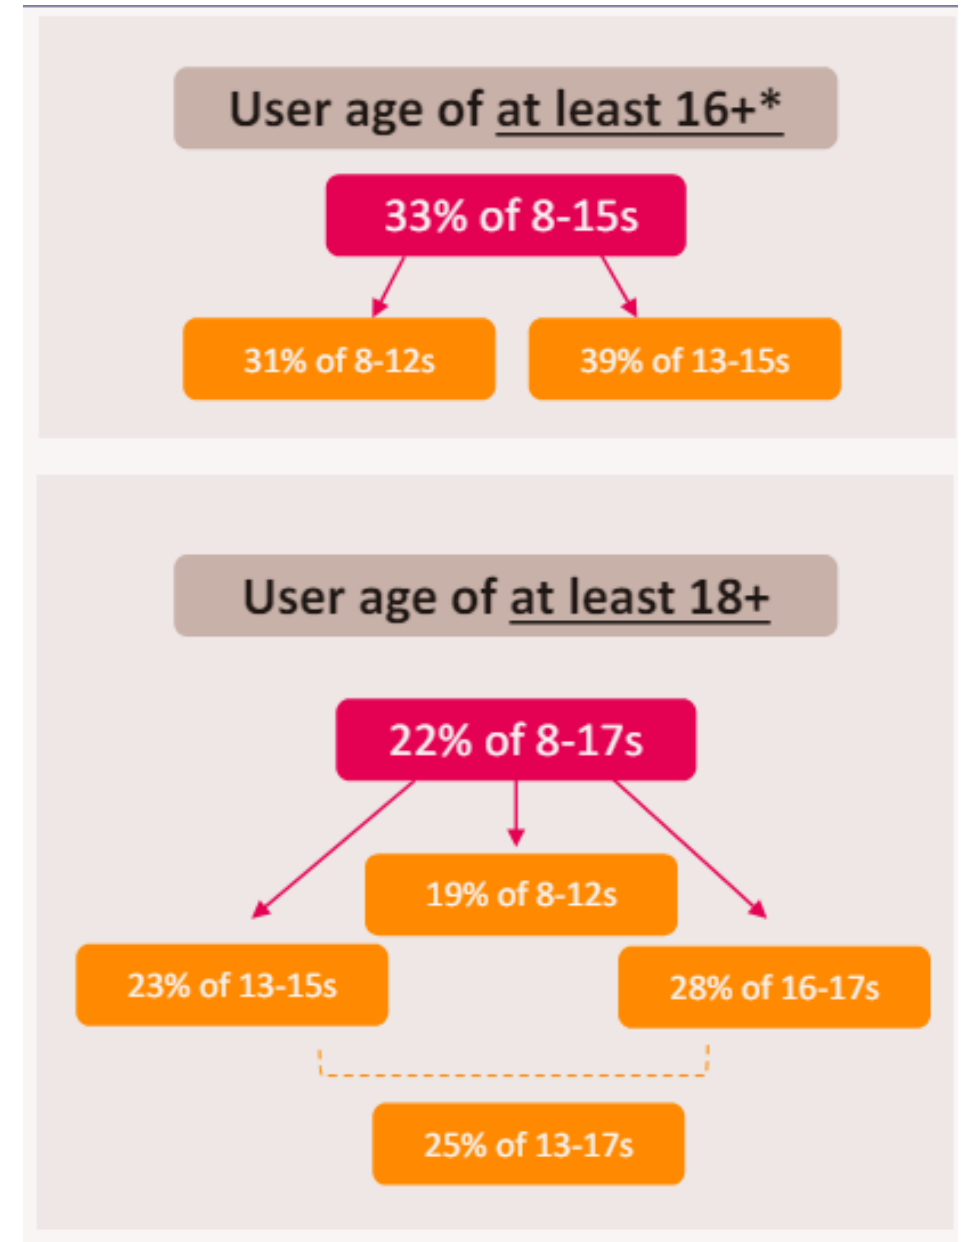 User age of at least 16+*
33% of 8-15s
31% of 8-12s
39% of 13-15s
User age of at least 18+
22% of 8-17s
19% of 8-12s
23% of 13-15s
28% of 16-17s
25% of 13-17s